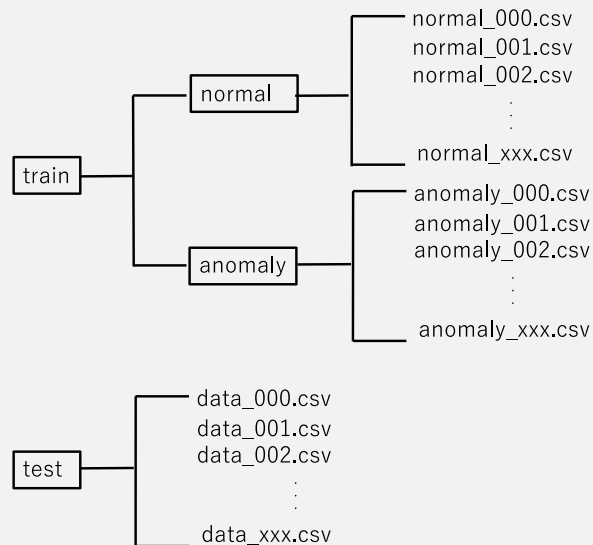 normal_000.csv
normal_001.csv
normal_002.csv
normal
normal_xxx.csv
train
anomaly_000.csv
anomaly_001.csv
anomaly_002.csv
anomaly
anomaly_xxx.csv
data_000.csv
data_001.csv
data_002.csv
test
data_xxx.csv